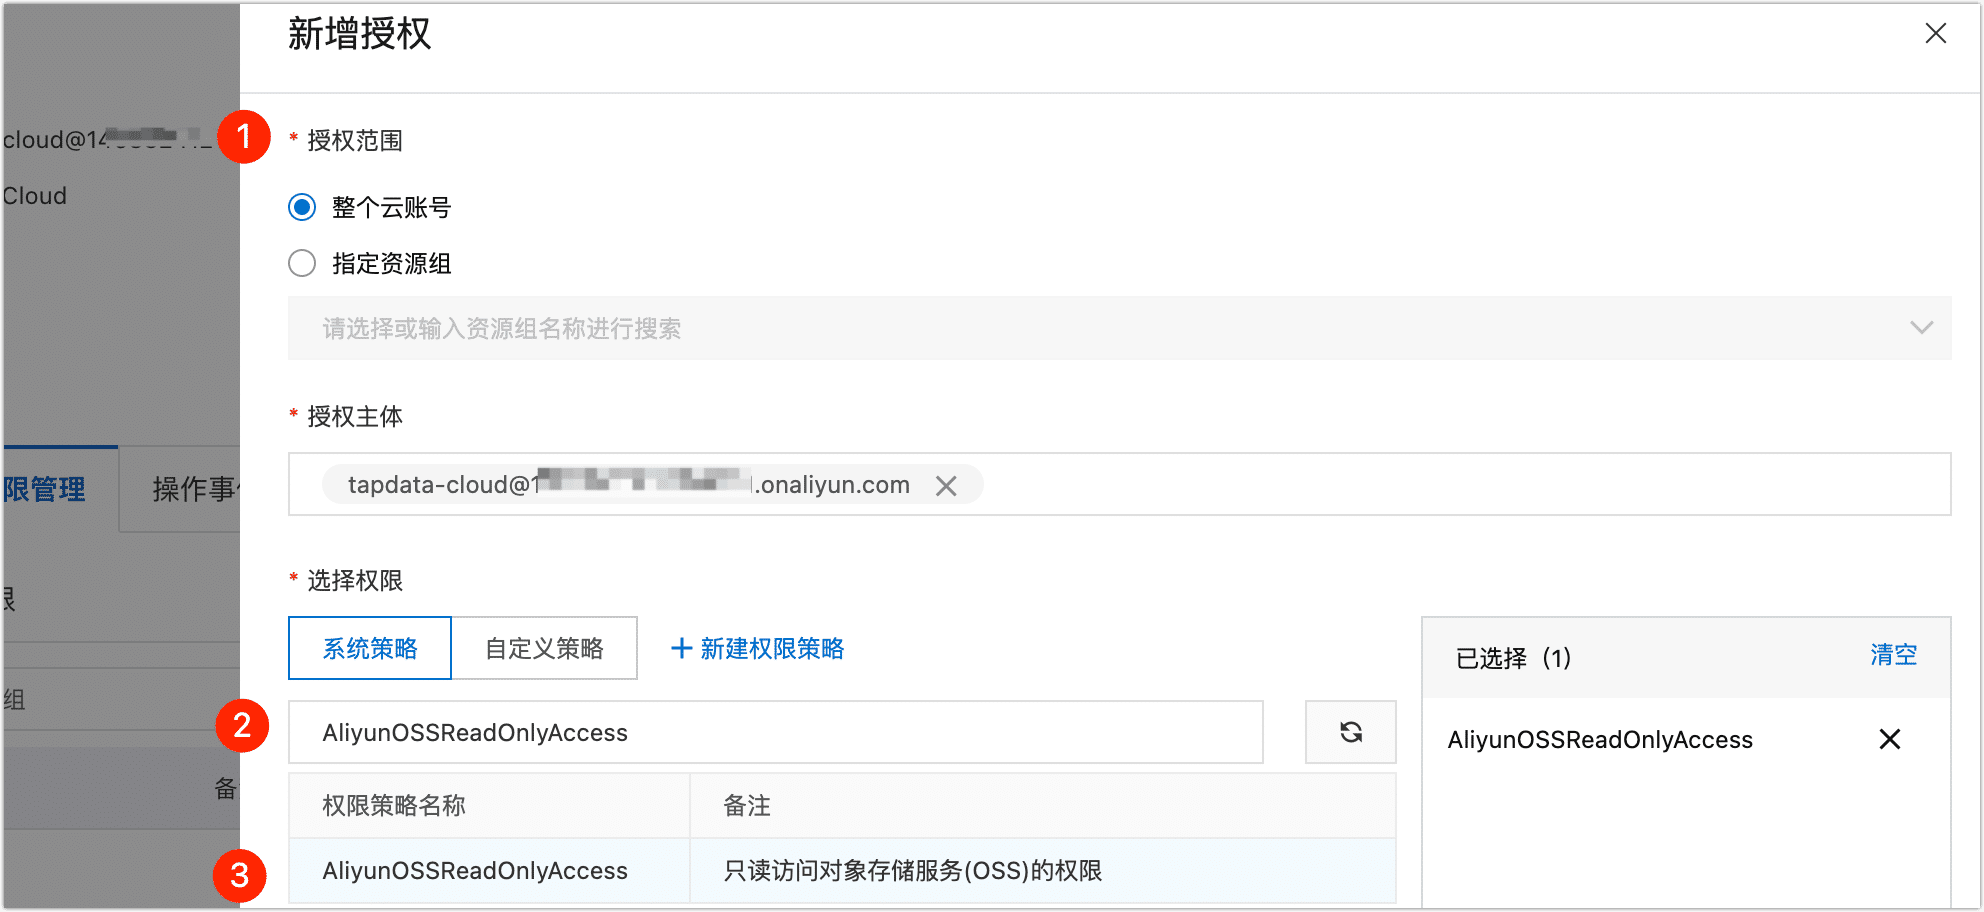 新增授权
cloud@14
1
* 授权范围
Cloud
整个云账号
指定资源组
请选择或输入资源组名称进行搜索
* 授权主体
限管理
操作事
tapdata-cloud@1 .onaliyun.com
* 选择权限
系统策略
自定义策略
新建权限策略
已选择 (1)
清空
组
2
AliyunOSSReadOnlyAccess
AliyunOSSReadOnlyAccess
备
权限策略名称
备注
3
AliyunOSSReadOnlyAccess
只读访问对象存储服务(OSS)的权限